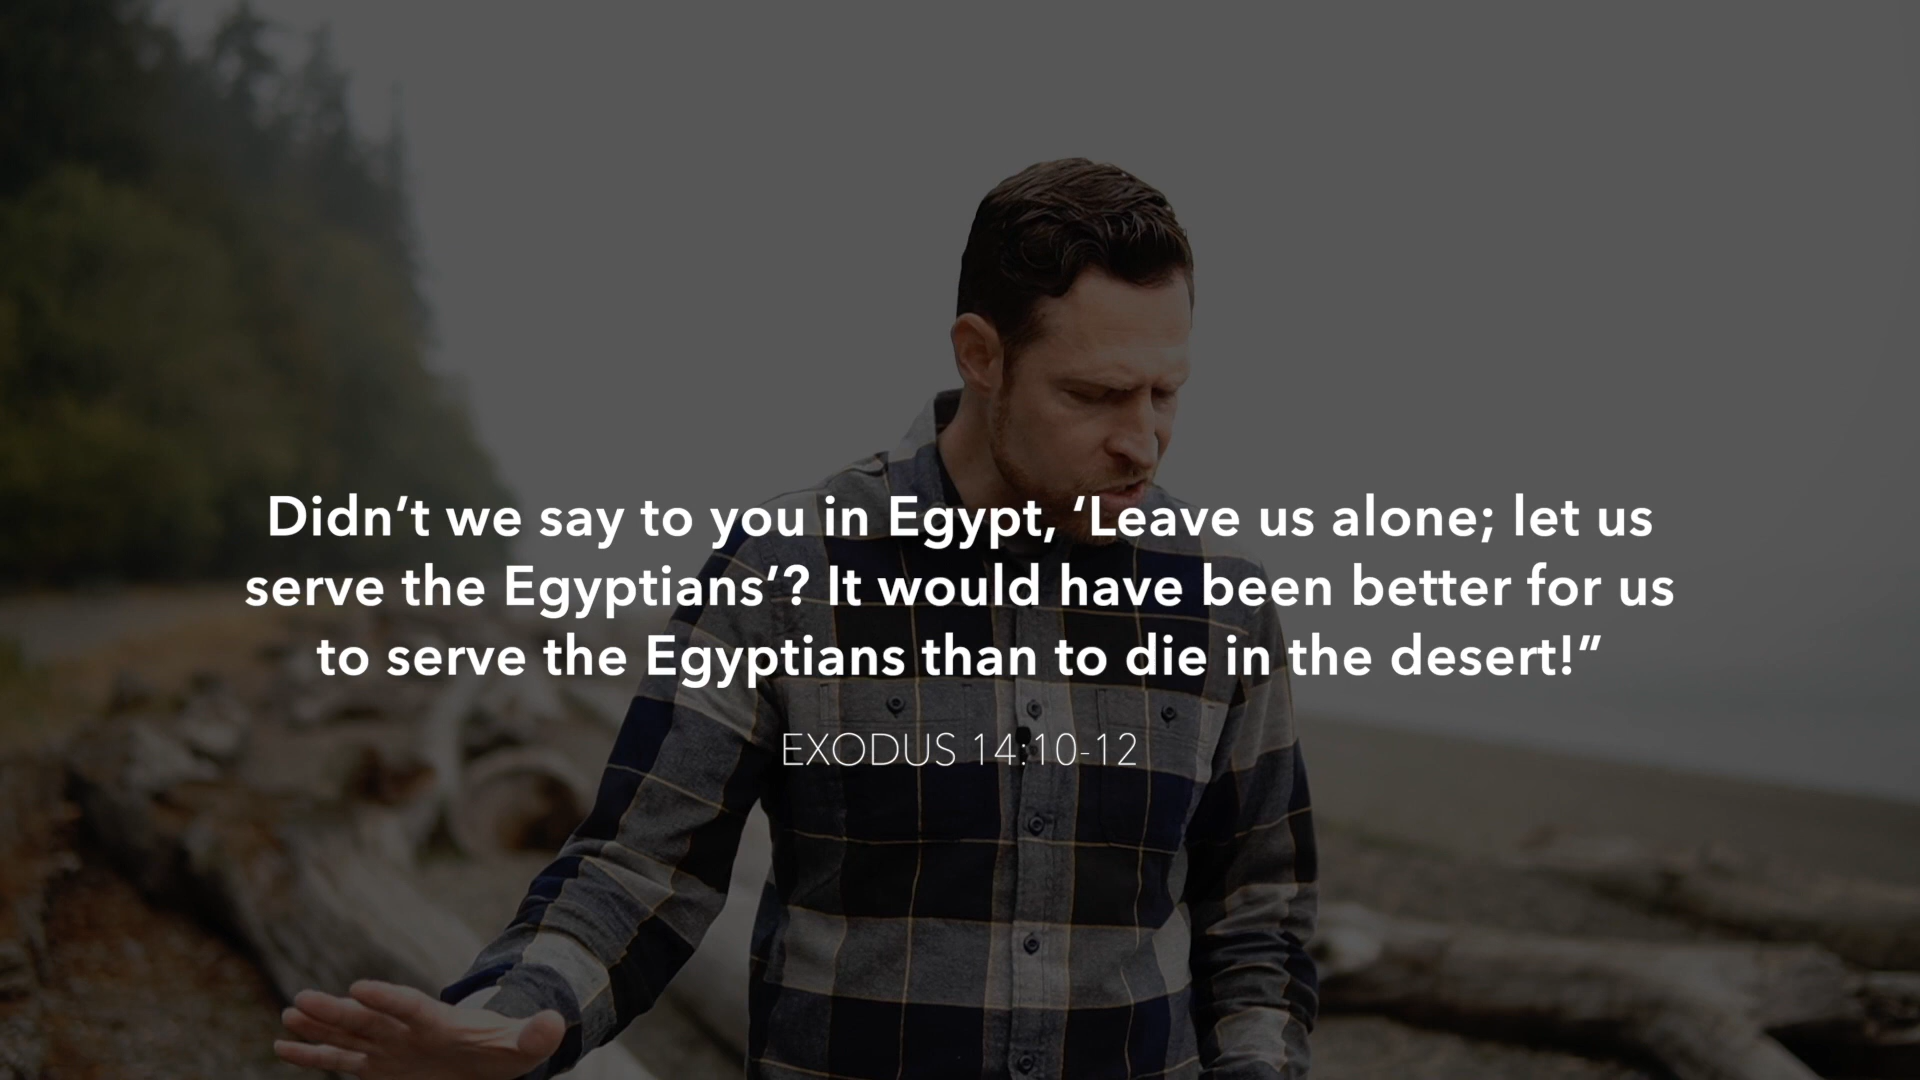 Didn’t we say to you in Egypt, ‘Leave us alone; let us
serve the Egyptians’? It would have been better for us
to serve the Egyptians than to die in the desert!”
EXODUS 14:10-12